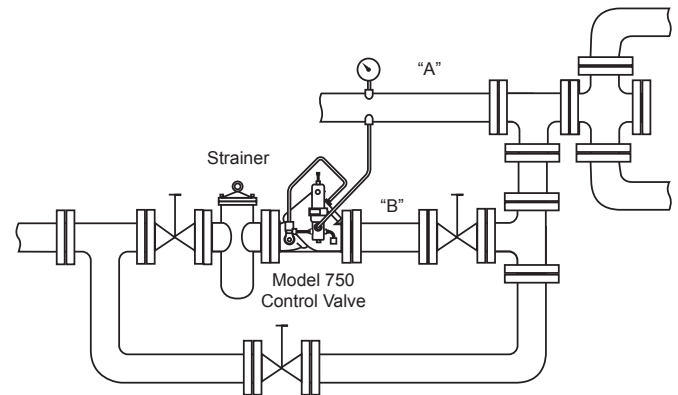 “A”
Strainer
“B”
Model 750
Control Valve